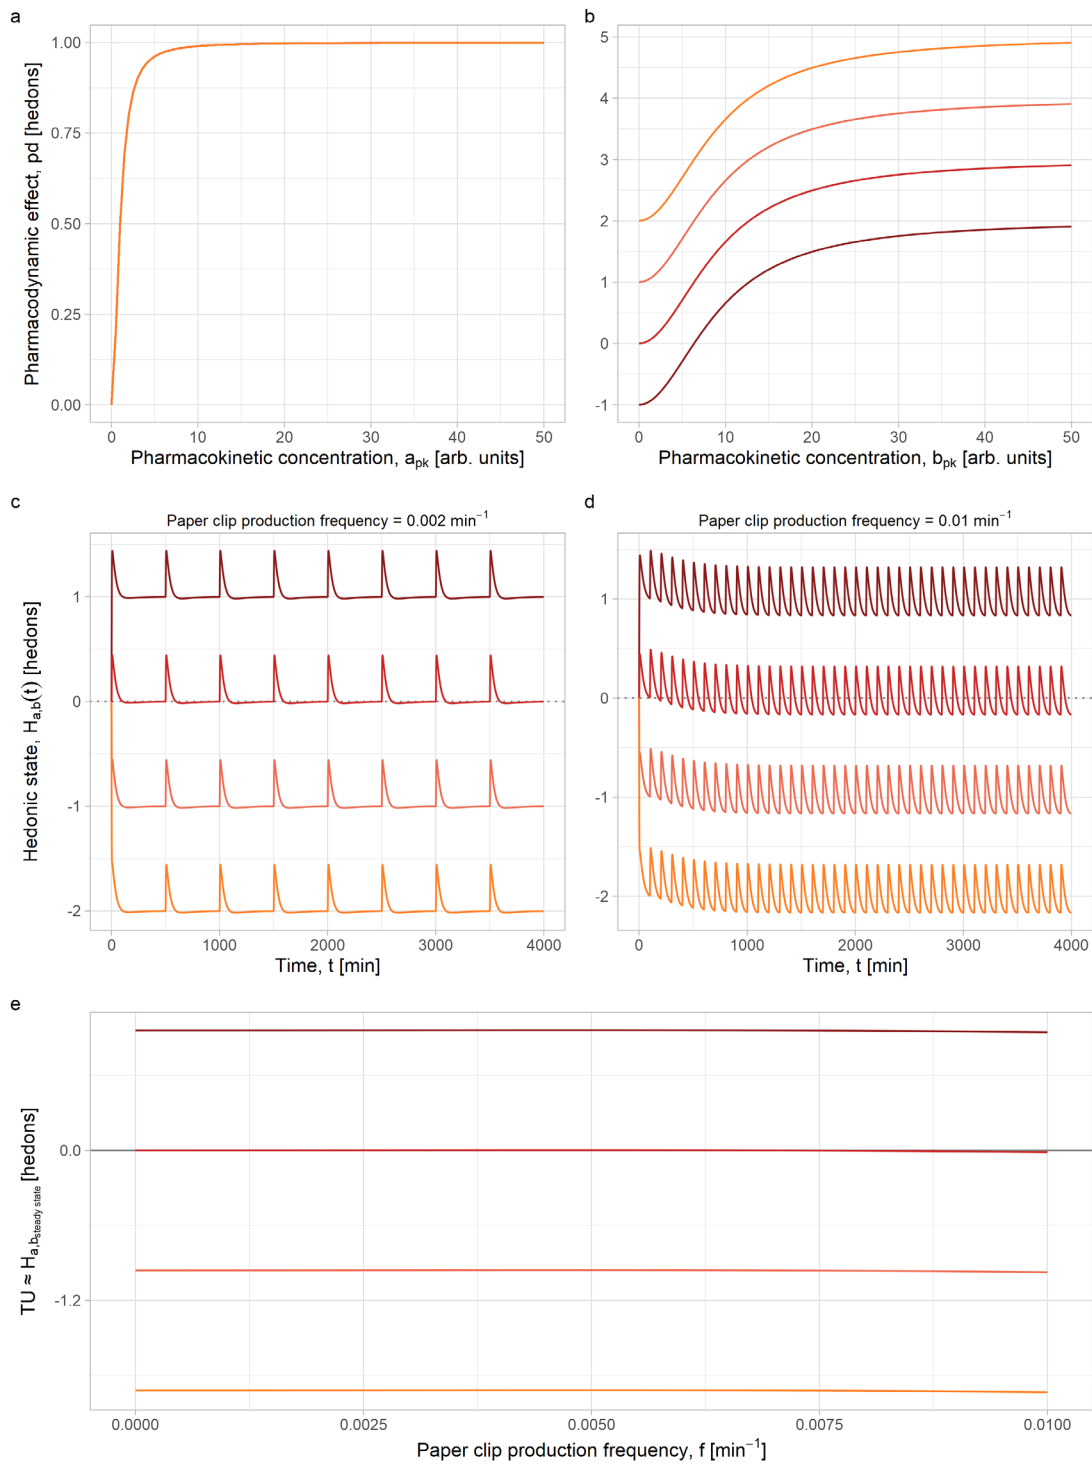 a
1.00
0.75
0.50
0.25
0.00
Pharmacodynamic effect, pd [hedons]
0 10 20 30 40 50
Pharmacokinetic concentration, a_pk [arb. units]
b
5
4
3
2
1
0
-1
0 10 20 30 40 50
Pharmacokinetic concentration, b_pk [arb. units]
c
Paper clip production frequency = 0.002 min⁻¹
1
0
-1
-2
Hedonic state, H_a,b(t) [hedons]
0 1000 2000 3000 4000
Time, t [min]
d
Paper clip production frequency = 0.01 min⁻¹
1
0
-1
-2
0 1000 2000 3000 4000
Time, t [min]
e
0.0
-1.2
TU ≈ H_a,b_steady state [hedons]
0.0000 0.0025 0.0050 0.0075 0.0100
Paper clip production frequency, f [min⁻¹]